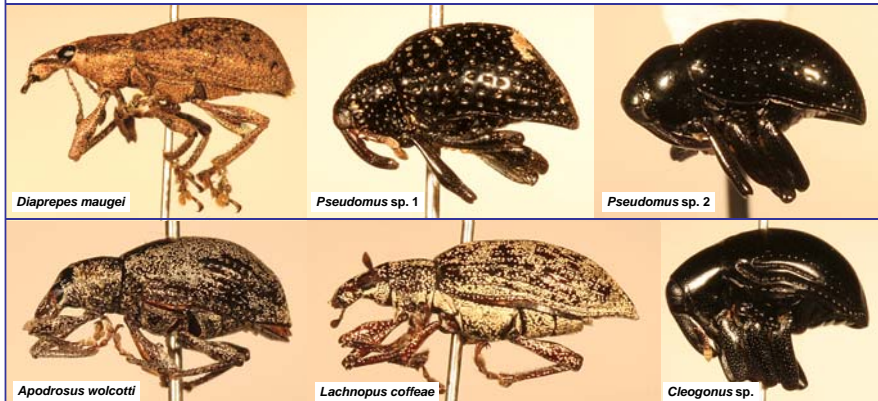 Diaprepes maugei
Pseudomus sp. 1
Pseudomus sp. 2
Apodrosus wolcotti
Lachnopus coffeae
Cleogonus sp.